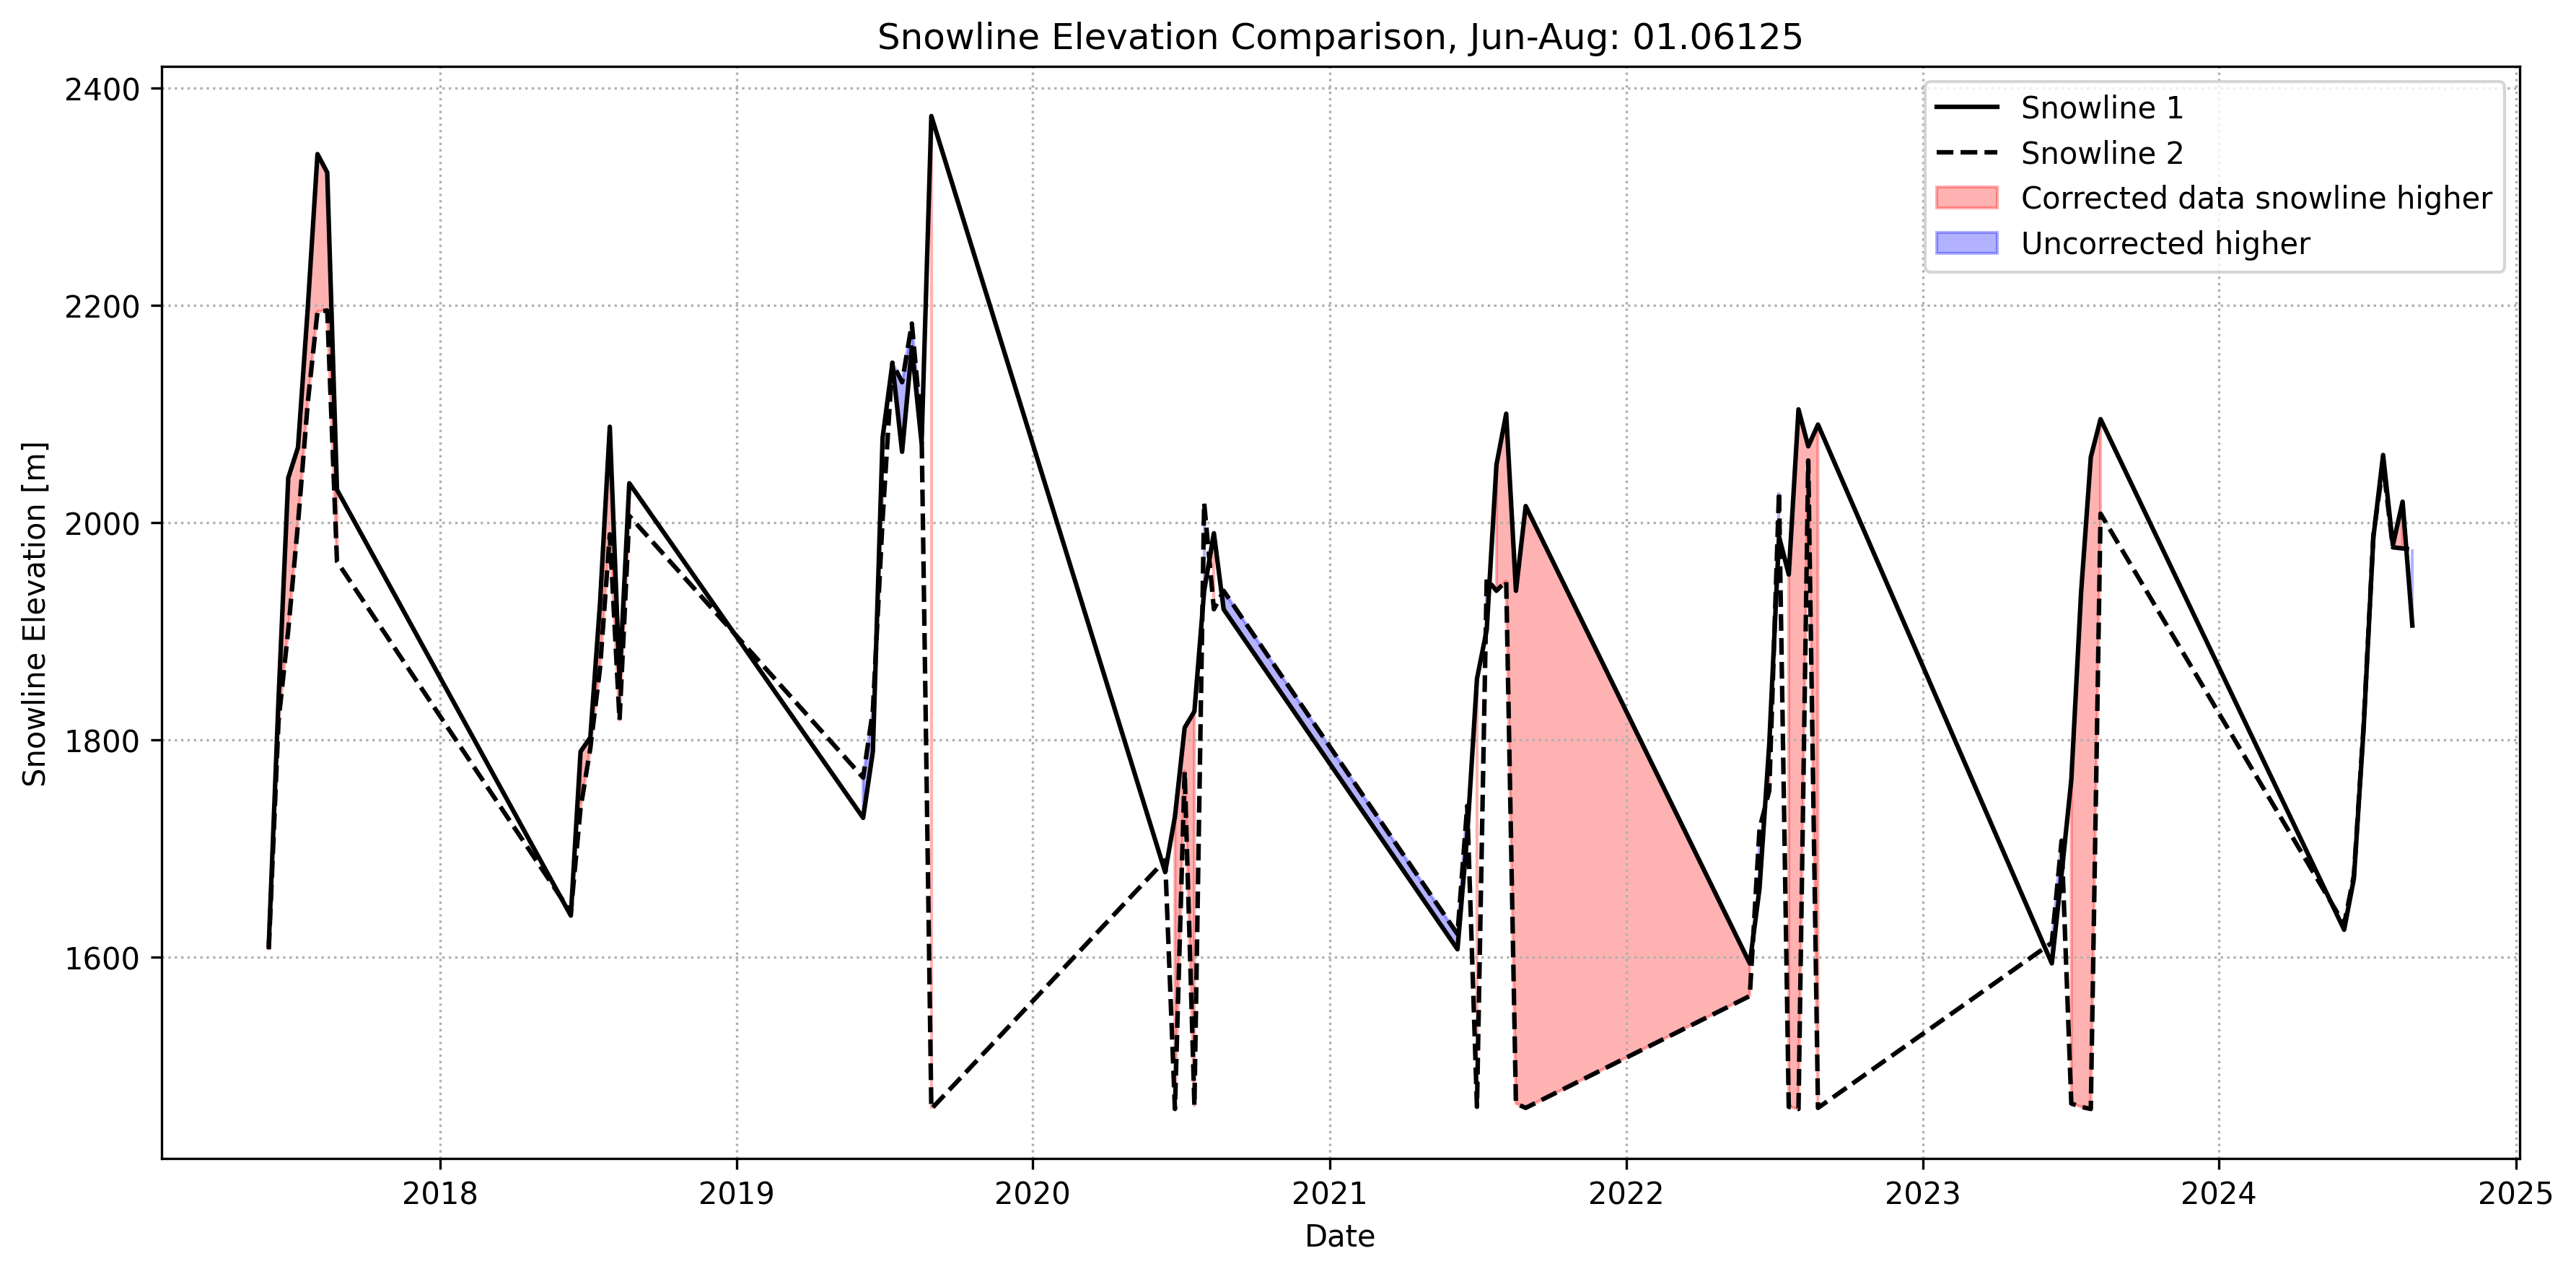 Snowline Elevation Comparison, Jun-Aug: 01.06125
Snowline Elevation [m]
2400
2200
2000
1800
1600
Snowline 1
Snowline 2
Corrected data snowline higher
Uncorrected higher
2018 2019 2020 2021 2022 2023 2024 2025
Date